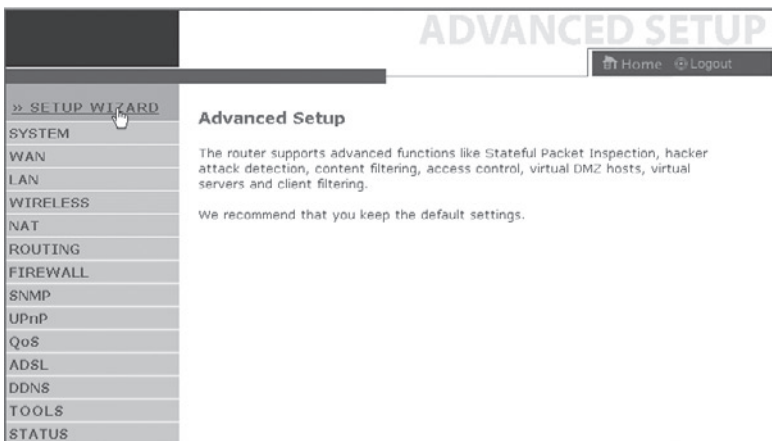 ADVANCED SETUP
Home Logout
» SETUP WIZARD
SYSTEM
WAN
LAN
WIRELESS
NAT
ROUTING
FIREWALL
SNMP
UPnP
QoS
ADSL
DDNS
TOOLS
STATUS
Advanced Setup
The router supports advanced functions like Stateful Packet Inspection, hacker
attack detection, content filtering, access control, virtual DMZ hosts, virtual
servers and client filtering.
We recommend that you keep the default settings.